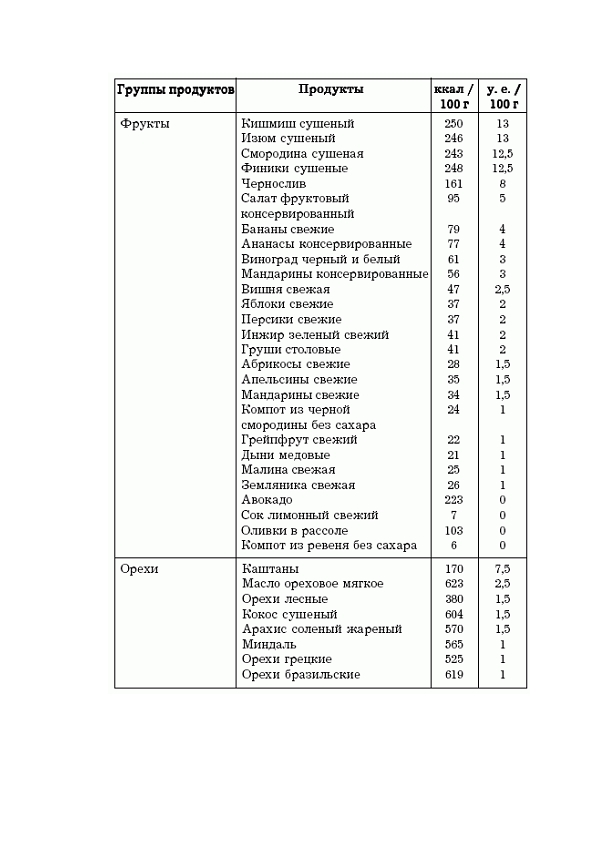 Группы продуктов Продукты ккал / у. е. /
100 г 100 г
Фрукты Кишмиш сушеный 250 13
Изюм сушеный 246 13
Смородина сушеная 243 12,5
Финики сушеные 248 12,5
Чернослив 161 8
Салат фруктовый 95 5
консервированный
Бананы свежие 79 4
Ананасы консервированные 77 4
Виноград черный и белый 61 3
Мандарины консервированные 56 3
Вишня свежая 47 2,5
Яблоки свежие 37 2
Персики свежие 37 2
Инжир зеленый свежий 41 2
Груши столовые 41 2
Абрикосы свежие 28 1,5
Апельсины свежие 35 1,5
Мандарины свежие 34 1,5
Компот из черной 24 1
смородины без сахара
Грейпфрут свежий 22 1
Дыни медовые 21 1
Малина свежая 25 1
Земляника свежая 26 1
Авокадо 223 0
Сок лимонный свежий 7 0
Оливки в рассоле 103 0
Компот из ревеня без сахара 6 0
Орехи Каштаны 170 7,5
Масло ореховое мягкое 623 2,5
Орехи лесные 380 1,5
Кокос сушеный 604 1,5
Арахис соленый жареный 570 1,5
Миндаль 565 1
Орехи грецкие 525 1
Орехи бразильские 619 1